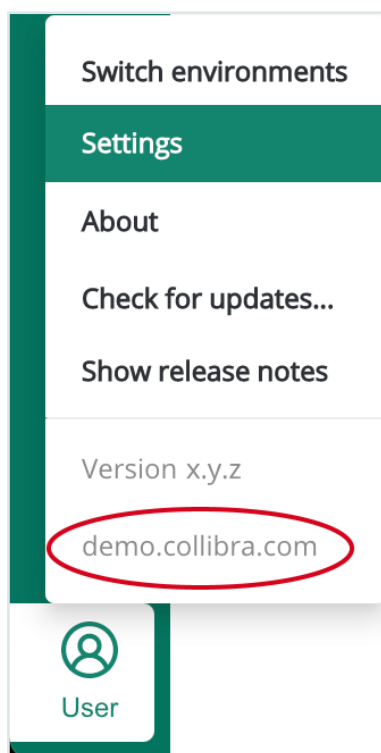 Switch environments
Settings
About
Check for updates...
Show release notes
Version x.y.z
demo.collibra.com
User